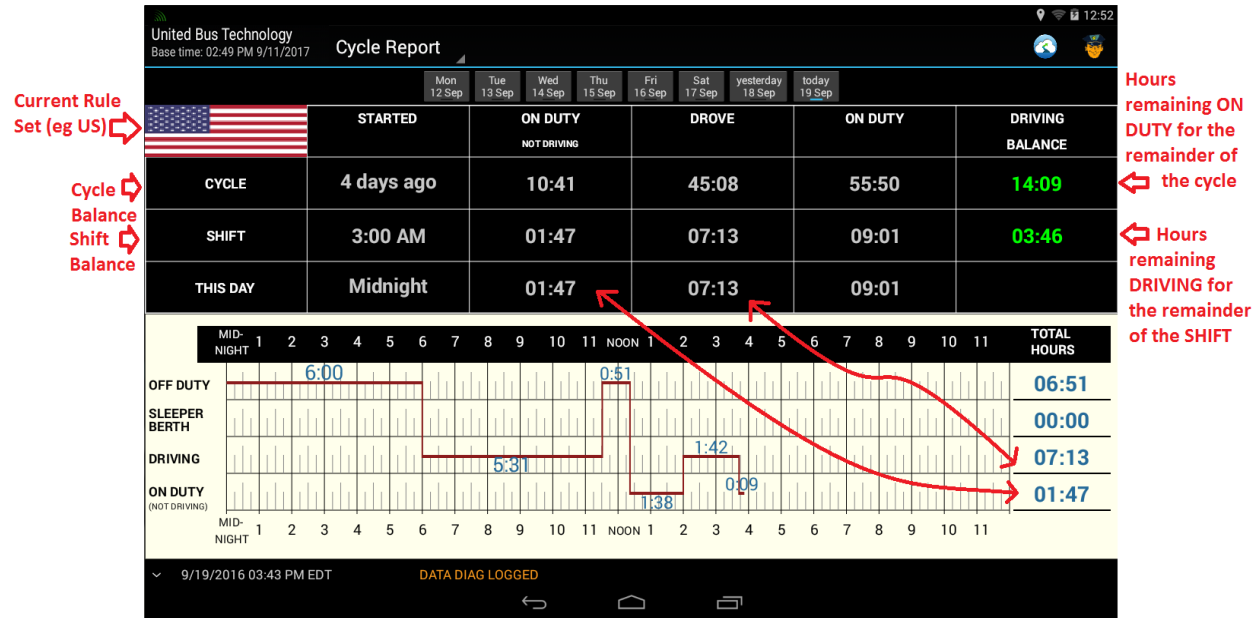 12:52
United Bus Technology
Base time: 02:49 PM 9/11/2017
Cycle Report
Mon
12 Sep
Tue
13 Sep
Wed
14 Sep
Thu
15 Sep
Fri
16 Sep
Sat
17 Sep
yesterday
18 Sep
today
19 Sep
Current Rule
Set (eg US)
STARTED
ON DUTY
NOT DRIVING
DROVE
ON DUTY
DRIVING
BALANCE
Hours
remaining ON
DUTY for the
remainder of
the cycle
Cycle
Balance
CYCLE
4 days ago
10:41
45:08
55:50
14:09
Shift
Balance
SHIFT
3:00 AM
01:47
07:13
09:01
03:46
Hours
remaining
DRIVING for
the remainder
of the SHIFT
THIS DAY
Midnight
01:47
07:13
09:01
MID-
NIGHT 1 2 3 4 5 6 7 8 9 10 11 NOON 1 2 3 4 5 6 7 8 9 10 11
TOTAL
HOURS
OFF DUTY
6:00
0:51
06:51
SLEEPER
BERTH
00:00
DRIVING
5:31
1:42
07:13
ON DUTY
(NOT DRIVING)
1:38
0:09
01:47
MID-
NIGHT 1 2 3 4 5 6 7 8 9 10 11 NOON 1 2 3 4 5 6 7 8 9 10 11
9/19/2016 03:43 PM EDT
DATA DIAG LOGGED